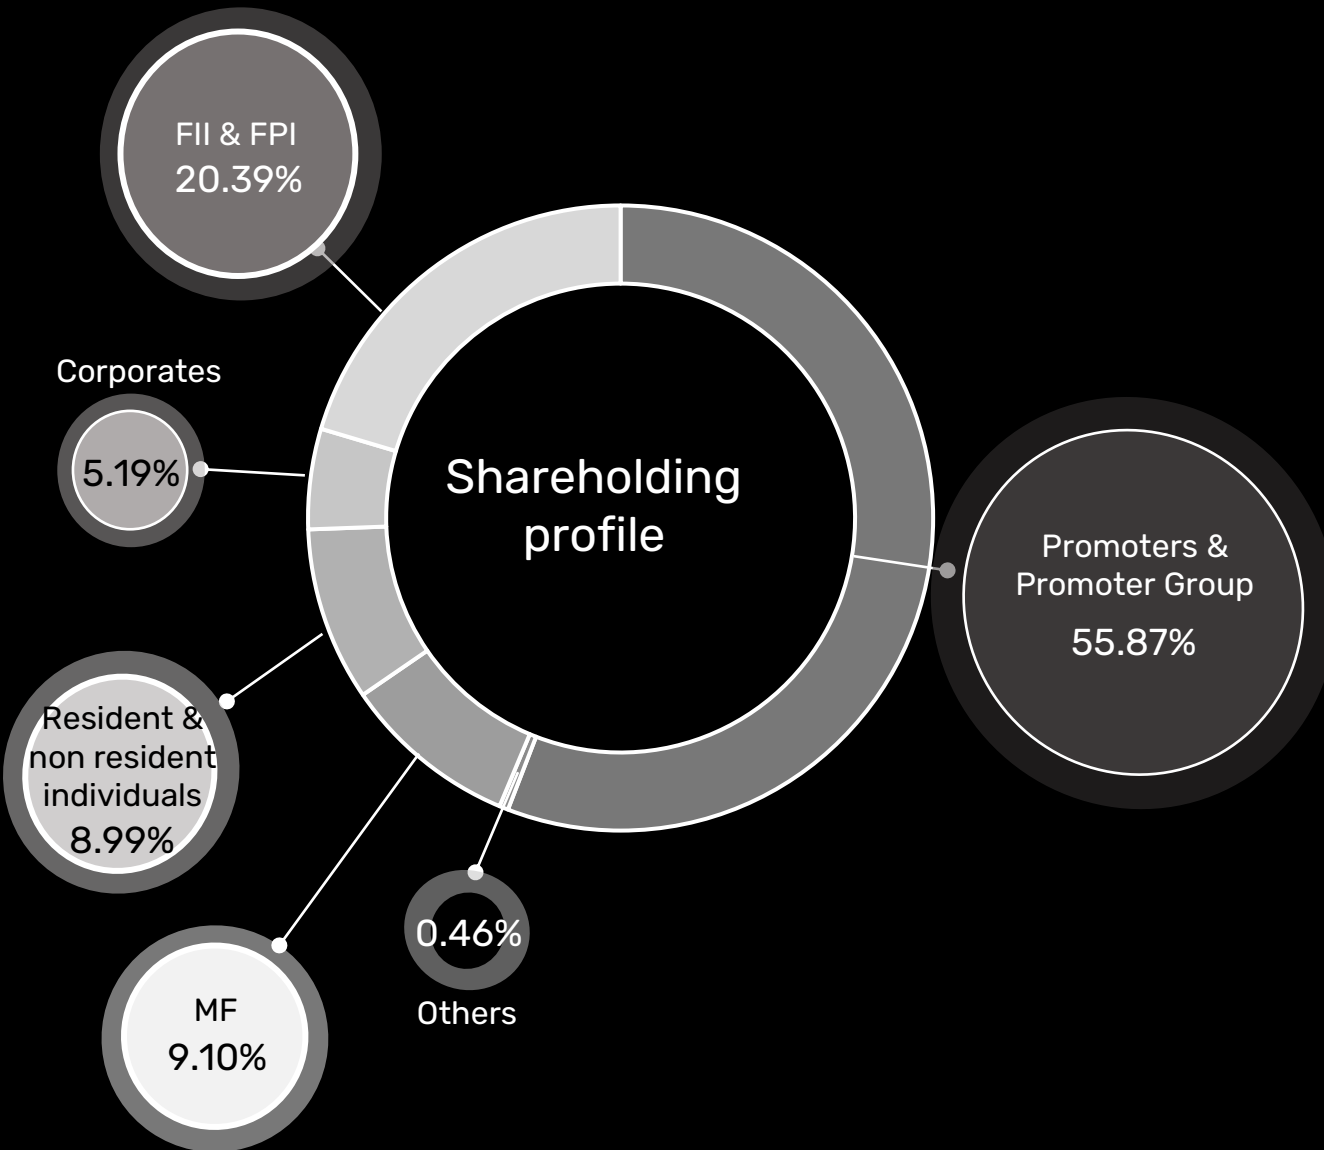 FII & FPI
20.39%
Corporates
5.19%
Shareholding
profile
Promoters &
Promoter Group
55.87%
Resident &
non resident
individuals
8.99%
0.46%
Others
MF
9.10%